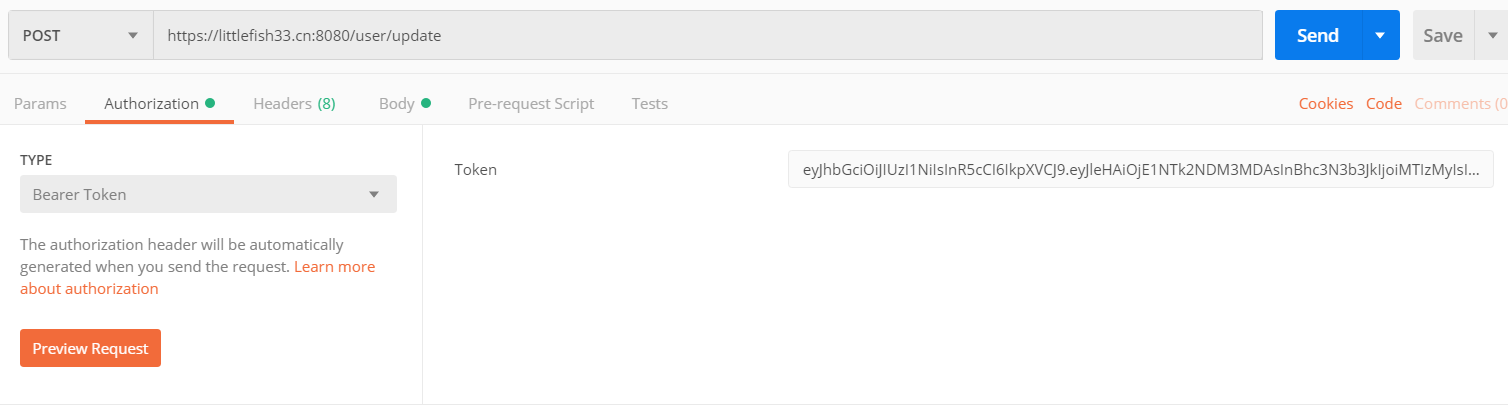 POST https://littlefish33.cn:8080/user/update Send Save
Params Authorization Headers (8) Body Pre-request Script Tests Cookies Code Comments (0
TYPE
Bearer Token
The authorization header will be automatically
generated when you send the request. Learn more
about authorization
Preview Request
Token eyJhbGciOiJIUzI1NiIsInR5cCI6IkpXVCJ9.eyJleHAiOjE1NTk2NDM3MDAsInBhc3N3b3JkIjoiMTIzMyIsI...